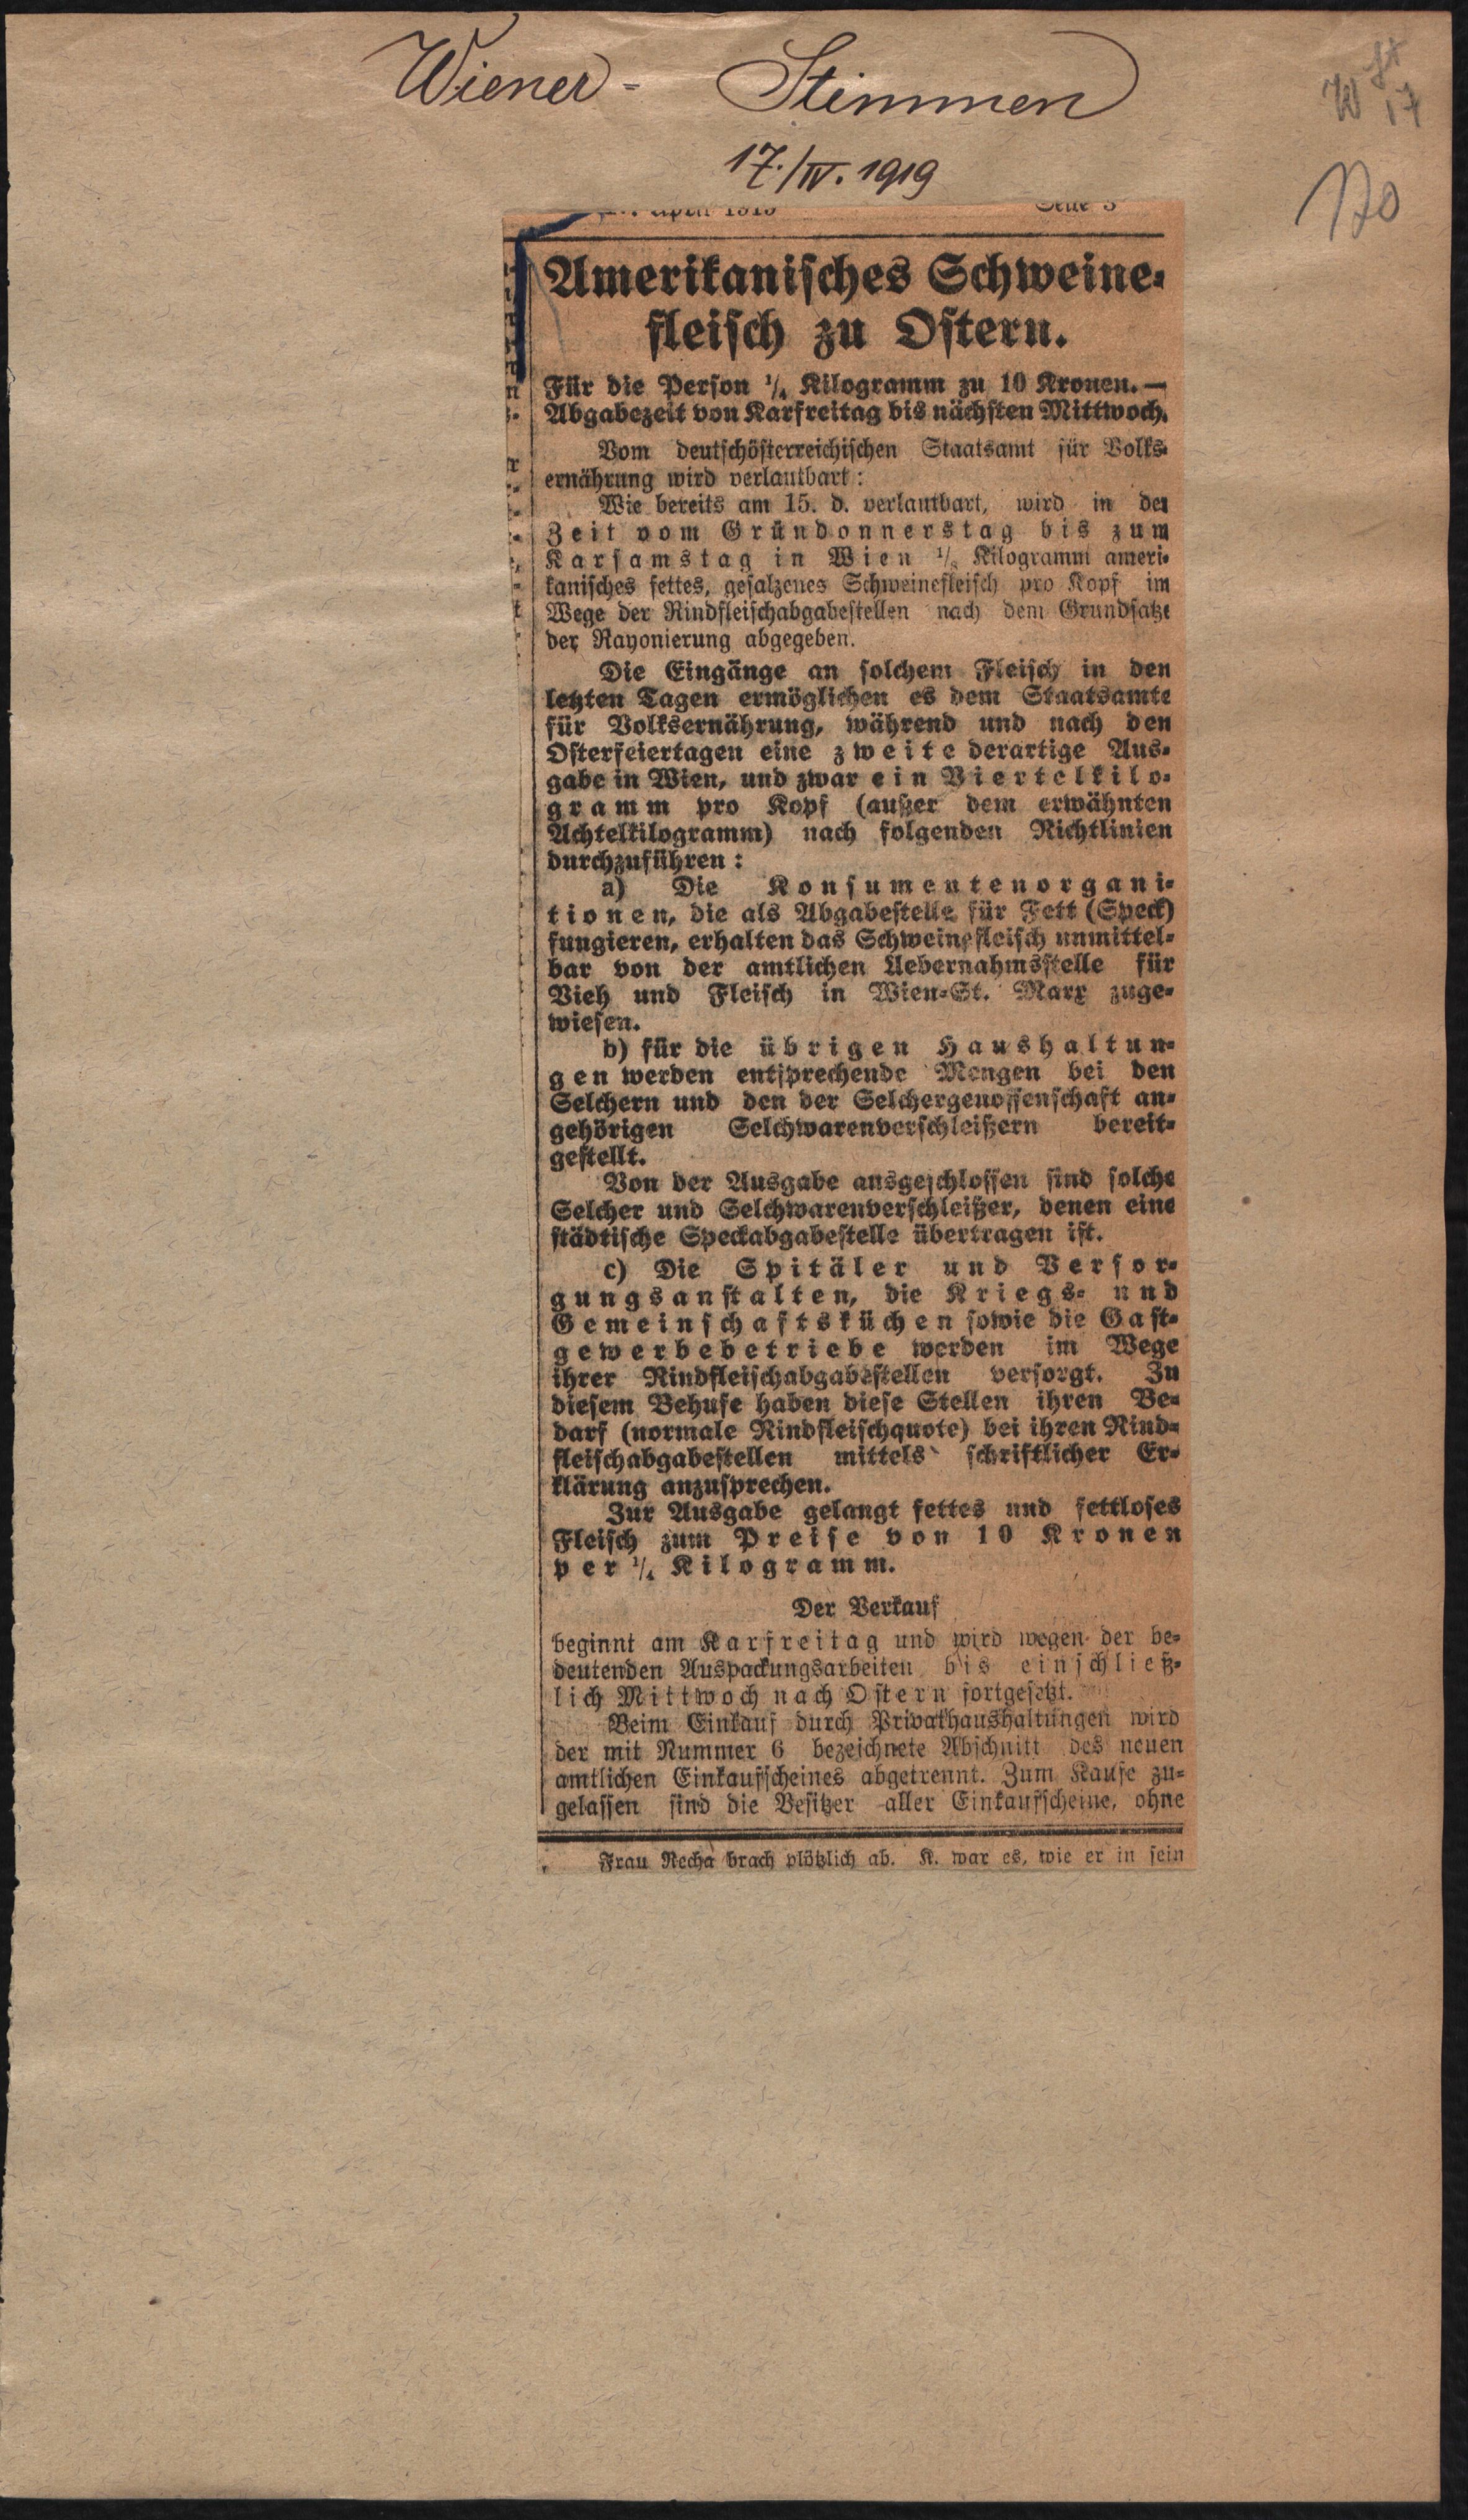 Wiener - Stimmen
17./IV. 1919
W St
17
170
April 1919 Seite 3
Amerikanisches Schweine-
fleisch zu Ostern.
Für die Person ¼ Kilogramm zu 10 Kronen. —
Abgabezeit von Karfreitag bis nächsten Mittwoch.
Vom deutschösterreichischen Staatsamt für Volks-
ernährung wird verlautbart:
Wie bereits am 15. d. verlautbart, wird in der
Zeit vom Gründonnerstag bis zum
Karsamstag in Wien ⅛ Kilogramm ameri-
kanisches fettes, gesalzenes Schweinefleisch pro Kopf im
Wege der Rindfleischabgabestellen nach dem Grundsatze
der Rayonierung abgegeben.
Die Eingänge an solchem Fleisch in den
letzten Tagen ermöglichen es dem Staatsamte
für Volksernährung, während und nach den
Osterfeiertagen eine zweite derartige Aus-
gabe in Wien, und zwar ein Viertelkilo-
gramm pro Kopf (außer dem erwähnten
Achtelkilogramm) nach folgenden Richtlinien
durchzuführen:
a) Die Konsumentenorgani-
tionen, die als Abgabestelle für Fett (Speck)
fungieren, erhalten das Schweinefleisch unmittel-
bar von der amtlichen Uebernahmsstelle für
Vieh und Fleisch in Wien-St. Marx zuge-
wiesen.
b) für die übrigen Haushaltun-
gen werden entsprechende Mengen bei den
Selchern und den der Selchergenossenschaft an-
gehörigen Selchwarenverschleißern bereit-
gestellt.
Von der Ausgabe ausgeschlossen sind solche
Selcher und Selchwarenverschleißer, denen eine
städtische Speckabgabestelle übertragen ist.
c) Die Spitäler und Versor-
gungsanstalten, die Kriegs- und
Gemeinschaftsküchen sowie die Gast-
gewerbebetriebe werden im Wege
ihrer Rindfleischabgabestellen versorgt. Zu
diesem Behufe haben diese Stellen ihren Be-
darf (normale Rindfleischquote) bei ihren Rind-
fleischabgabestellen mittels schriftlicher Er-
klärung anzusprechen.
Zur Ausgabe gelangt fettes und fettloses
Fleisch zum Preise von 10 Kronen
per ¼ Kilogramm.
Der Verkauf
beginnt am Karfreitag und wird wegen der be-
deutenden Auspackungsarbeiten bis einschließ-
lich Mittwoch nach Ostern fortgesetzt.
Beim Einkauf durch Privathaushaltungen wird
der mit Nummer 6 bezeichnete Abschnitt des neuen
amtlichen Einkaufscheines abgetrennt. Zum Kaufe zu-
gelassen sind die Besitzer aller Einkaufscheine, ohne
Frau Recha brach plötzlich ab. K. war es, wie er in sein